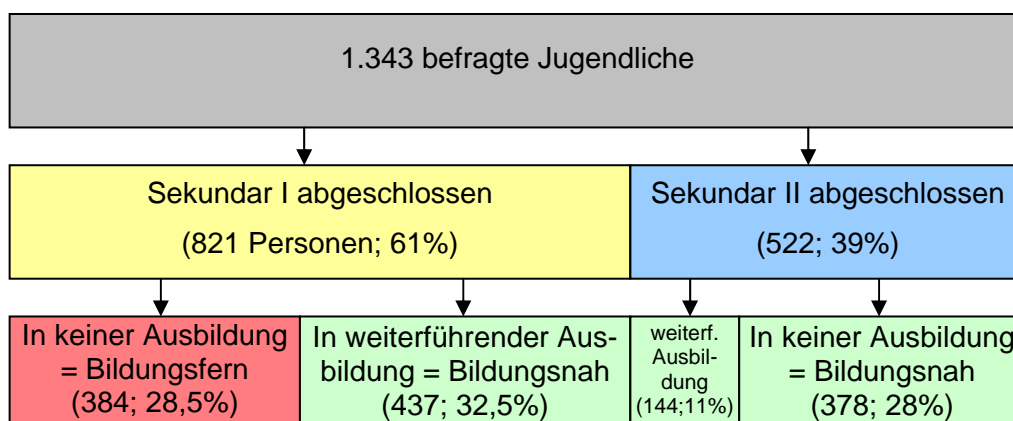 1.343 befragte Jugendliche
Sekundar I abgeschlossen
(821 Personen; 61%)
Sekundar II abgeschlossen
(522; 39%)
In keiner Ausbildung
= Bildungsfern
(384; 28,5%)
In weiterführender Aus-
bildung = Bildungsnah
(437; 32,5%)
weiterf.
Ausbil-
dung
(144;11%)
In keiner Ausbildung
= Bildungsnah
(378; 28%)